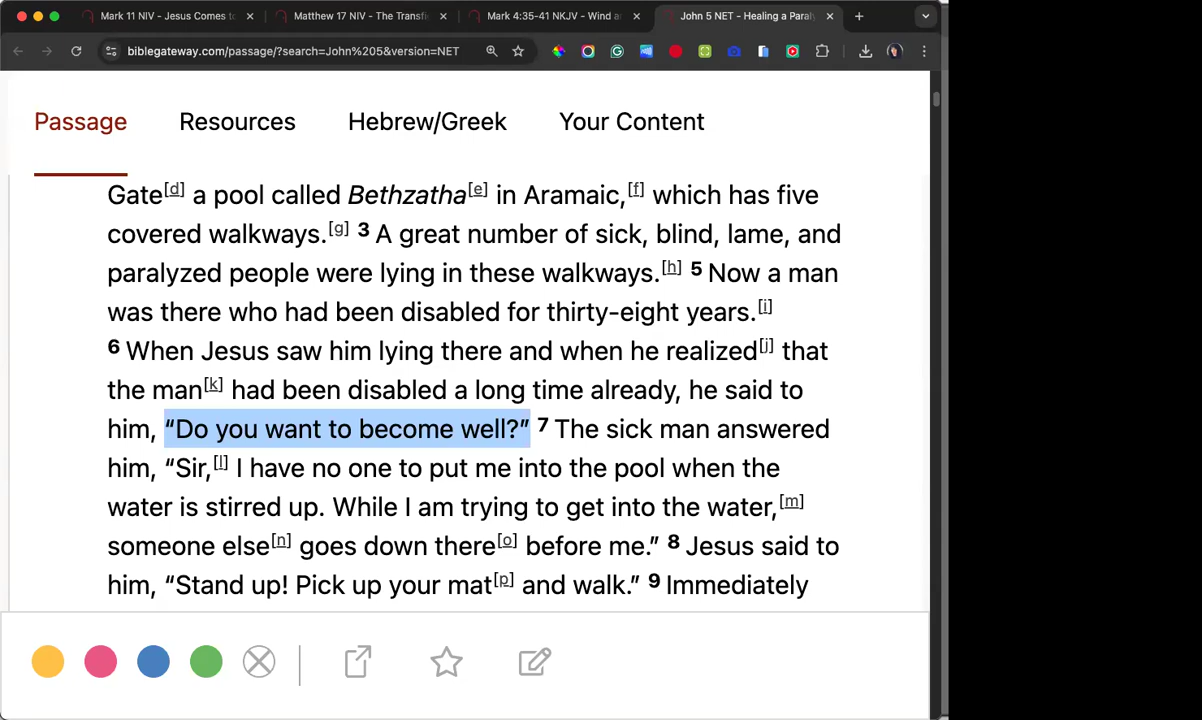 Mark 11 NIV - Jesus Comes to
Matthew 17 NIV - The Transfi
Mark 4:35-41 NKJV - Wind a
John 5 NET - Healing a Paraly
biblegateway.com/passage/?search=John%205&version=NET
Passage
Resources
Hebrew/Greek
Your Content
Gate[d] a pool called Bethzatha[e] in Aramaic,[f] which has five
covered walkways.[g] 3 A great number of sick, blind, lame, and
paralyzed people were lying in these walkways.[h] 5 Now a man
was there who had been disabled for thirty-eight years.[i]
6 When Jesus saw him lying there and when he realized[j] that
the man[k] had been disabled a long time already, he said to
him, “Do you want to become well?” 7 The sick man answered
him, “Sir,[l] I have no one to put me into the pool when the
water is stirred up. While I am trying to get into the water,[m]
someone else[n] goes down there[o] before me.” 8 Jesus said to
him, “Stand up! Pick up your mat[p] and walk.” 9 Immediately